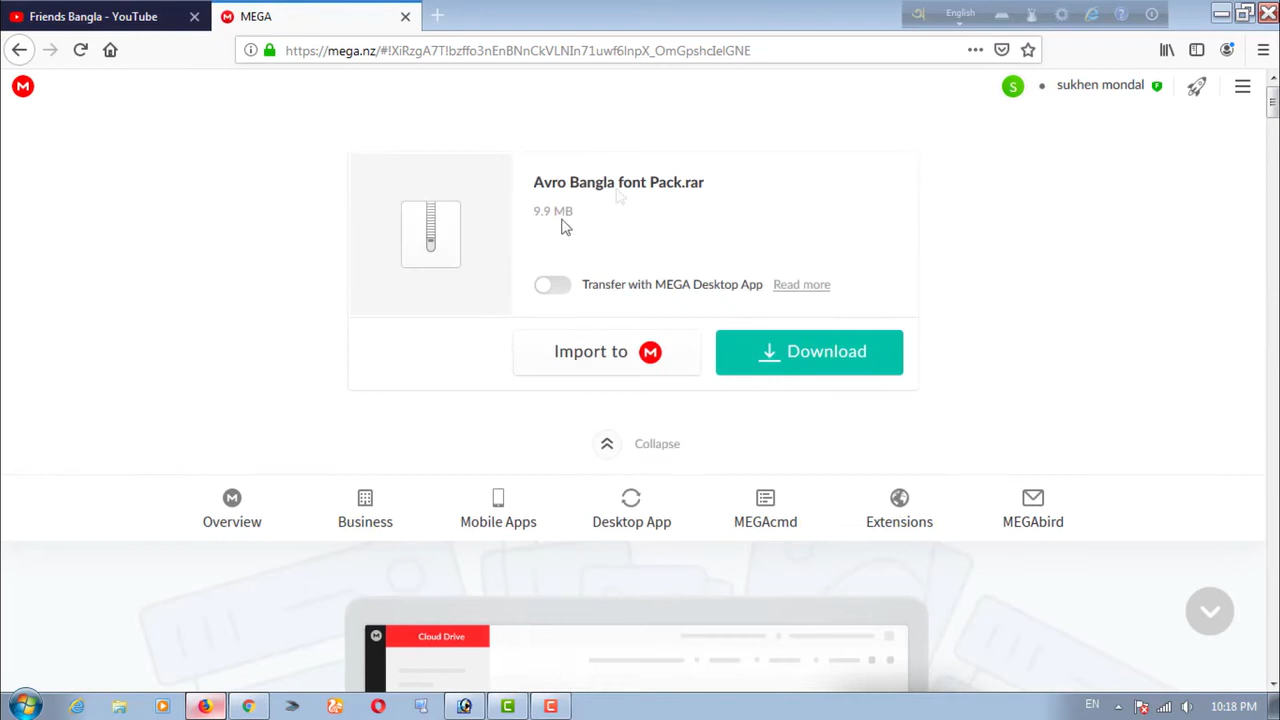 Friends Bangla - YouTube
MEGA
English
https://mega.nz/#!XiRzgA7T!bzffo3nEnBNnCkVLNIn71uwf6InpX_OmGpshcIelGNE
S
sukhen mondal
Avro Bangla font Pack.rar
9.9 MB
Transfer with MEGA Desktop App Read more
Import to M
Download
Collapse
Overview Business Mobile Apps Desktop App MEGAcmd Extensions MEGAbird
Cloud Drive
EN 10:18 PM